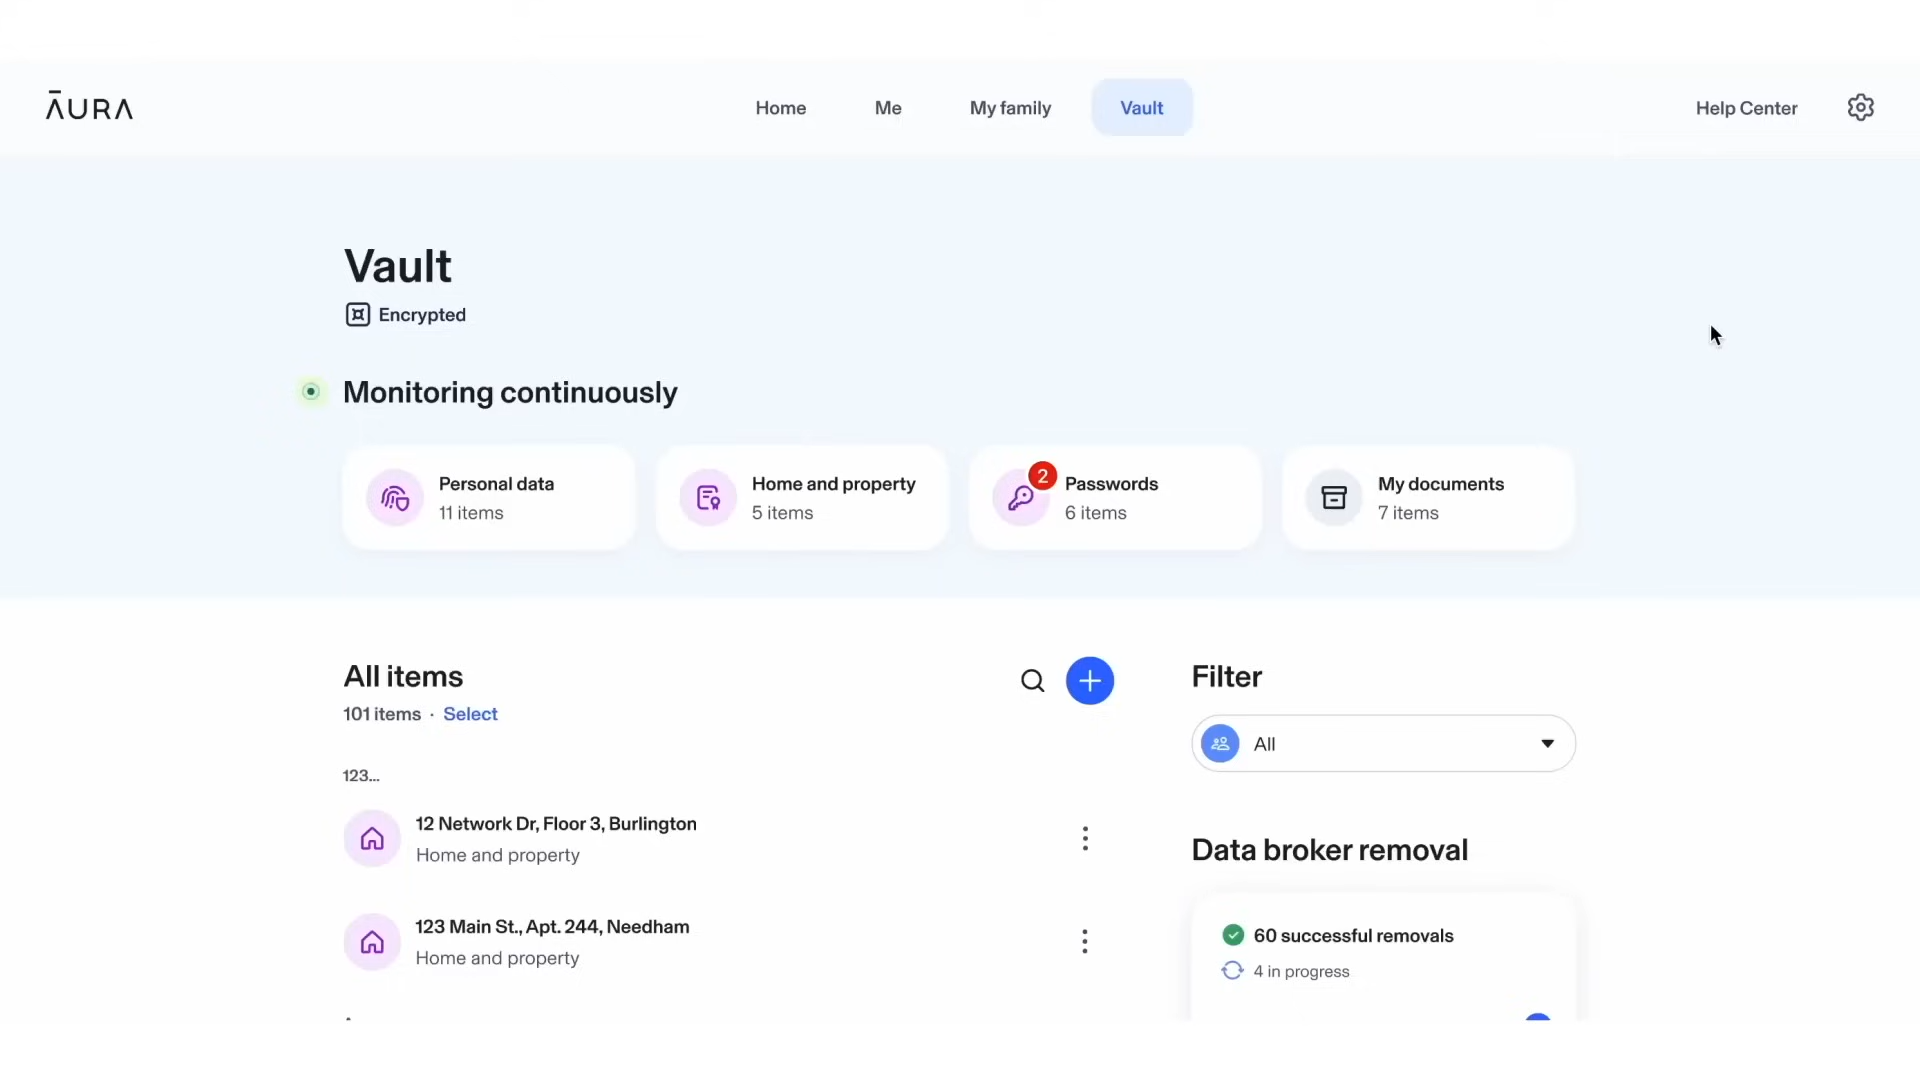 ĀURA
Home
Me
My family
Vault
Help Center
Vault
Encrypted
Monitoring continuously
Personal data
11 items
Home and property
5 items
2
Passwords
6 items
My documents
7 items
All items
101 items · Select
123...
12 Network Dr, Floor 3, Burlington
Home and property
123 Main St., Apt. 244, Needham
Home and property
Filter
All
Data broker removal
60 successful removals
4 in progress